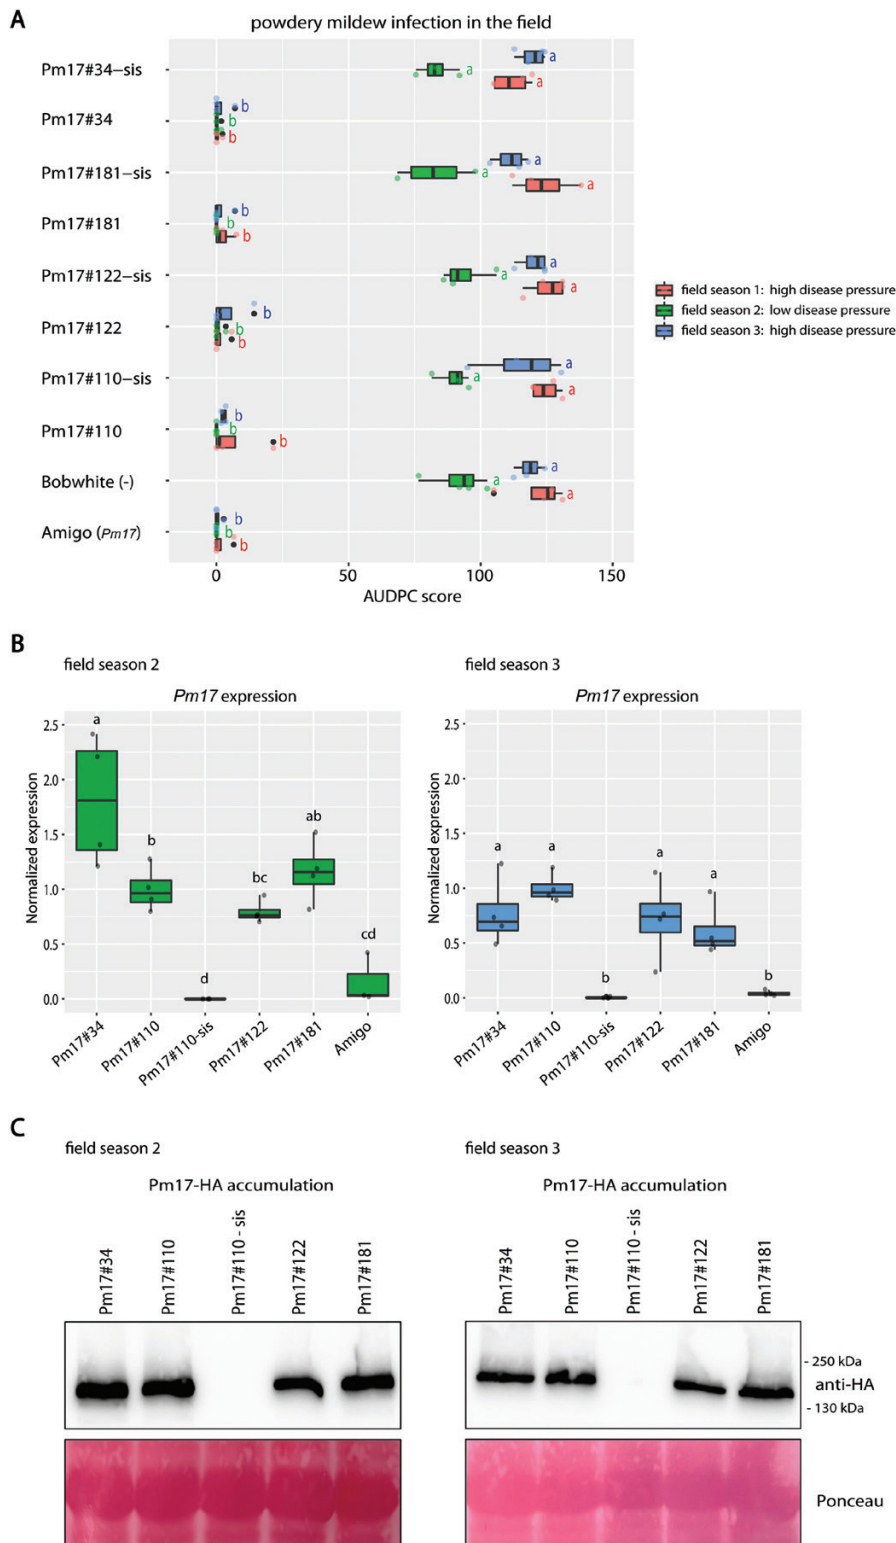 A
powdery mildew infection in the field
Pm17#34−sis
a
a
a
Pm17#34
b
b
b
Pm17#181−sis
a
a
a
Pm17#181
b
b
b
Pm17#122−sis
a
a
a
Pm17#122
b
b
b
Pm17#110−sis
a
a
a
Pm17#110
b
b
b
Bobwhite (-)
a
a
a
Amigo (Pm17)
b
b
b
0 50 100 150
AUDPC score
field season 1: high disease pressure
field season 2: low disease pressure
field season 3: high disease pressure
B
field season 2
Pm17 expression
Normalized expression
2.5
2.0
1.5
1.0
0.5
0.0
a
b
d
bc
ab
cd
Pm17#34
Pm17#110
Pm17#110-sis
Pm17#122
Pm17#181
Amigo
field season 3
Pm17 expression
Normalized expression
2.5
2.0
1.5
1.0
0.5
0.0
a
a
b
a
a
b
Pm17#34
Pm17#110
Pm17#110-sis
Pm17#122
Pm17#181
Amigo
C
field season 2
Pm17-HA accumulation
Pm17#34
Pm17#110
Pm17#110 - sis
Pm17#122
Pm17#181
field season 3
Pm17-HA accumulation
Pm17#34
Pm17#110
Pm17#110 - sis
Pm17#122
Pm17#181
- 250 kDa
anti-HA
- 130 kDa
Ponceau